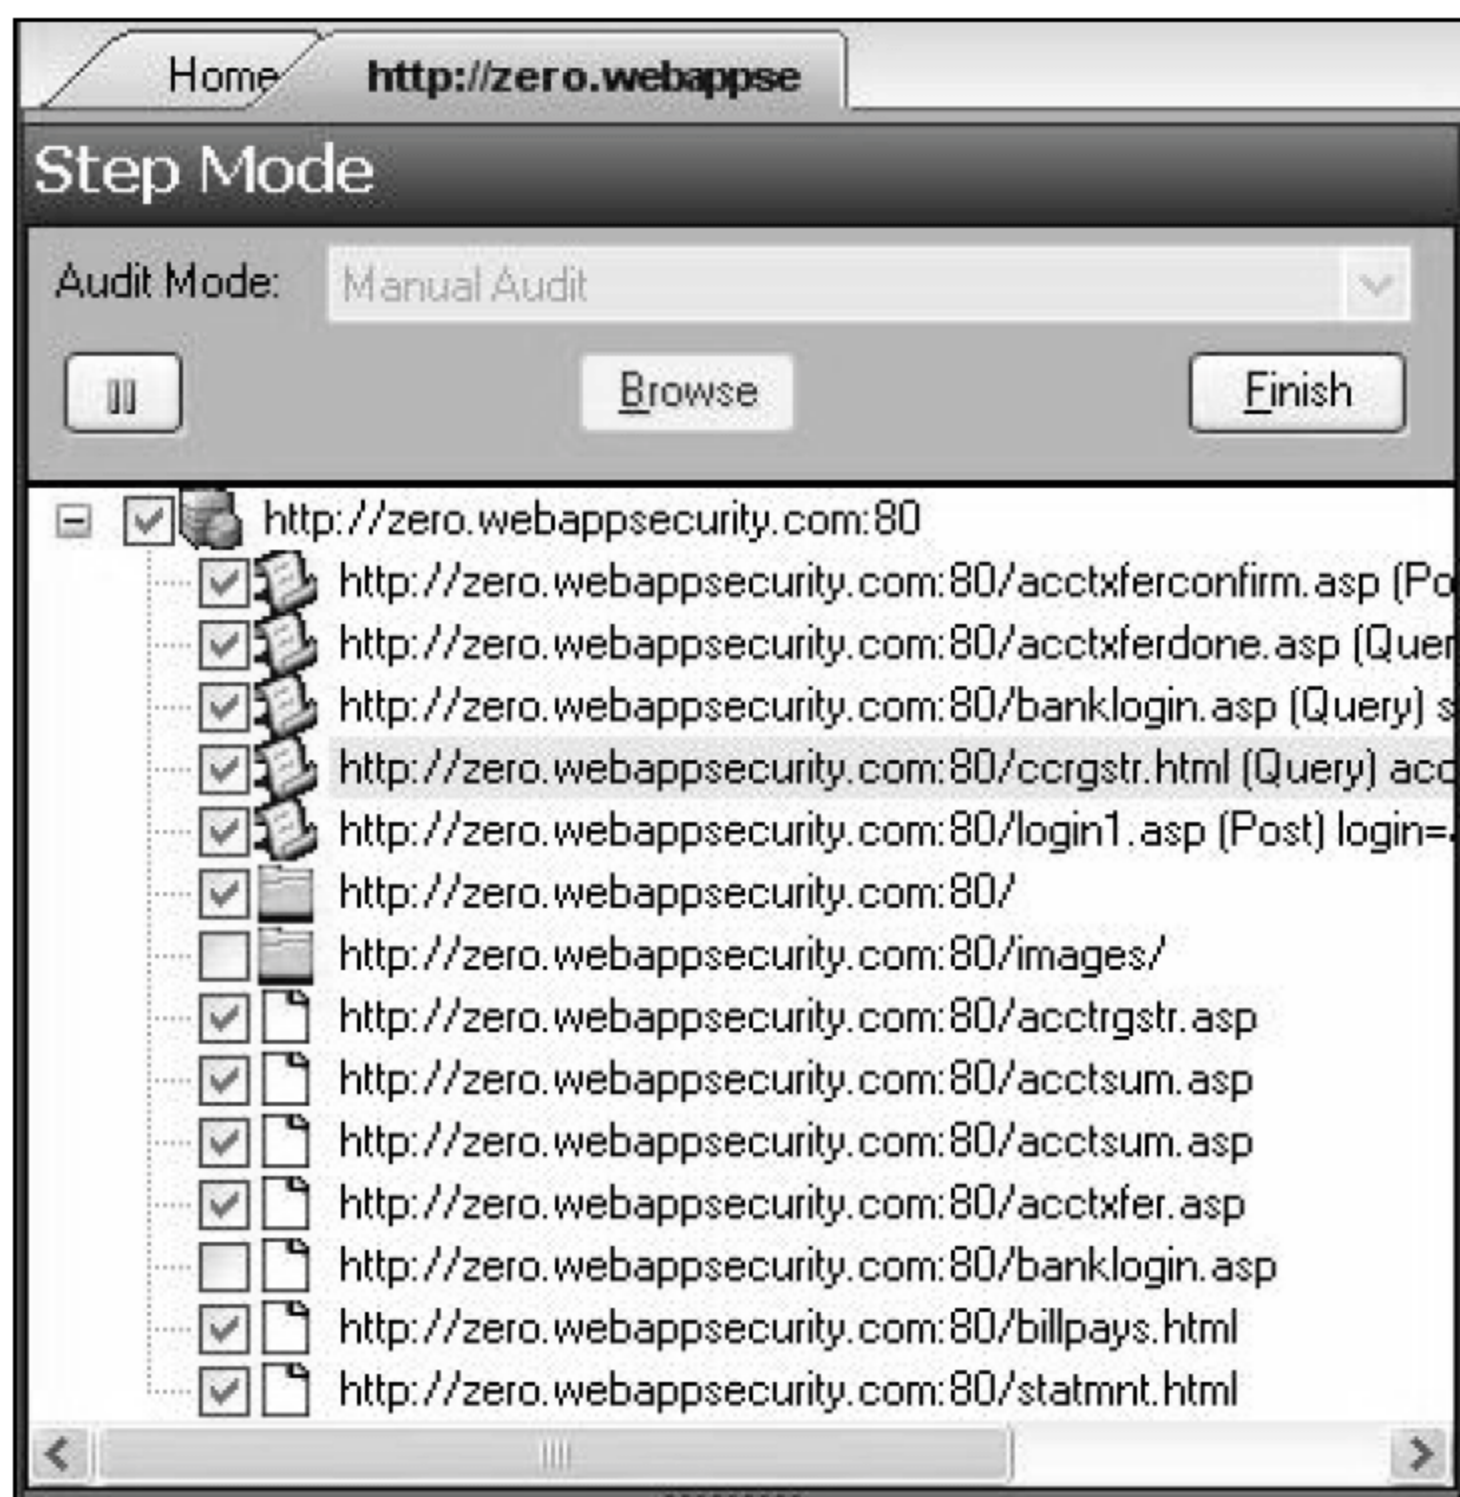 Home http://zero.webappse
Step Mode
Audit Mode: Manual Audit
Browse Finish
http://zero.webappsecurity.com:80
http://zero.webappsecurity.com:80/acctxferconfirm.asp (Po
http://zero.webappsecurity.com:80/acctxferdone.asp (Quer
http://zero.webappsecurity.com:80/banklogin.asp (Query) s
http://zero.webappsecurity.com:80/ccrgstr.html (Query) acc
http://zero.webappsecurity.com:80/login1.asp (Post) login=
http://zero.webappsecurity.com:80/
http://zero.webappsecurity.com:80/images/
http://zero.webappsecurity.com:80/acctrgstr.asp
http://zero.webappsecurity.com:80/acctsum.asp
http://zero.webappsecurity.com:80/acctsum.asp
http://zero.webappsecurity.com:80/acctxfer.asp
http://zero.webappsecurity.com:80/banklogin.asp
http://zero.webappsecurity.com:80/billpays.html
http://zero.webappsecurity.com:80/statmnt.html